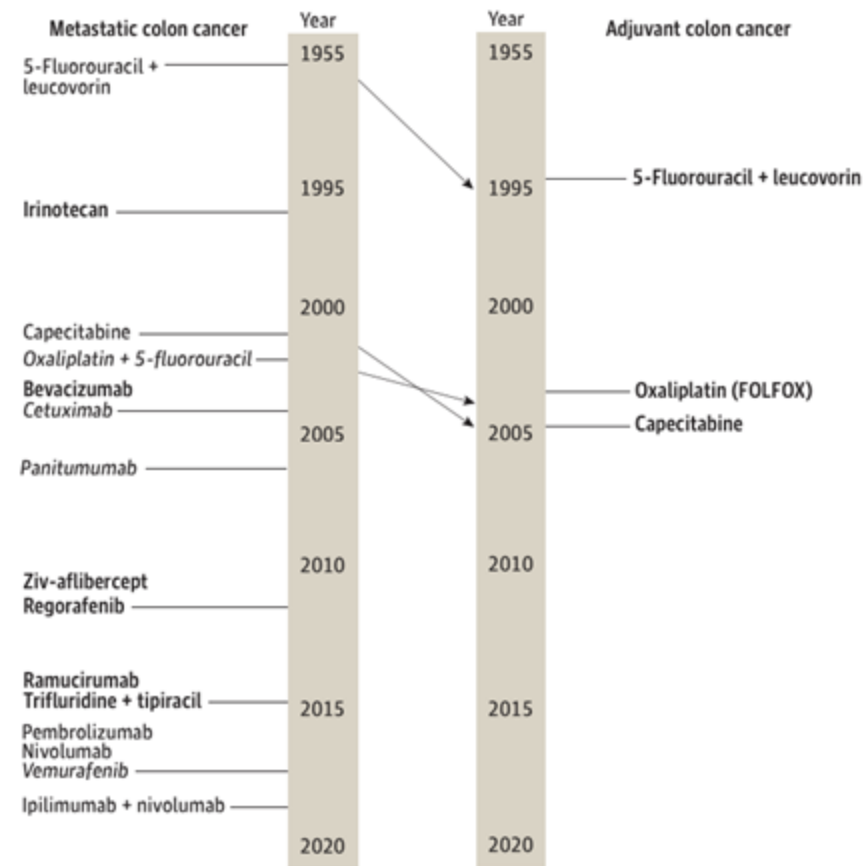 Metastatic colon cancer
Year
Year
Adjuvant colon cancer
1955
1955
5-Fluorouracil +
leucovorin
5-Fluorouracil + leucovorin
1995
1995
Irinotecan
2000
2000
Capecitabine
Oxaliplatin + 5-fluorouracil
Bevacizumab
Oxaliplatin (FOLFOX)
Cetuximab
Capecitabine
2005
2005
Panitumumab
2010
2010
Ziv-aflibercept
Regorafenib
Ramucirumab
Trifluridine + tipiracil
2015
2015
Pembrolizumab
Nivolumab
Vemurafenib
Ipilimumab + nivolumab
2020
2020